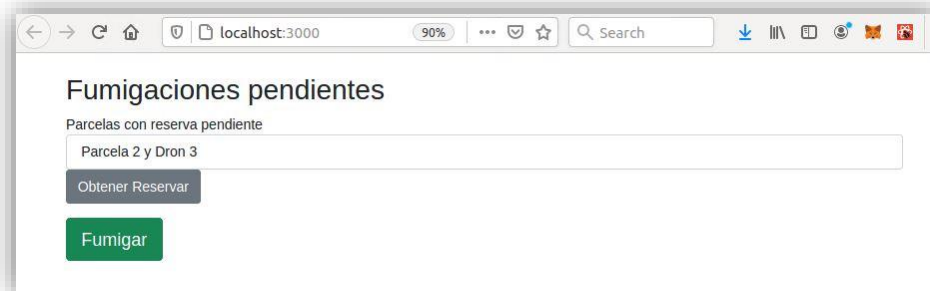 localhost:3000 90% Search
Fumigaciones pendientes
Parcelas con reserva pendiente
Parcela 2 y Dron 3
Obtener Reservar
Fumigar